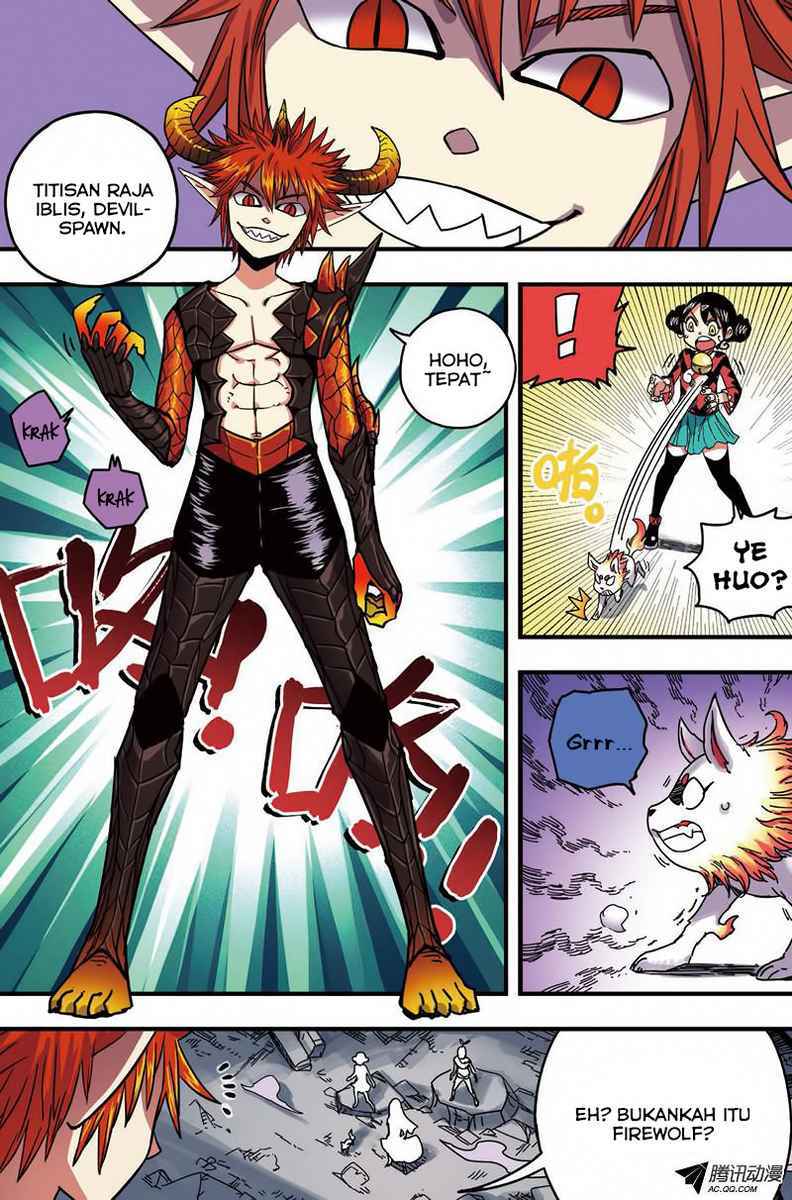 TITISAN RAJA
IBLIS, DEVIL-
SPAWN.
HOHO,
TEPAT~
KRAK
KRAK
!
啪。
YE
HUO?
Grrr...
EH? BUKANKAH ITU
FIREWOLF?
腾讯动漫
AC.QQ.COM